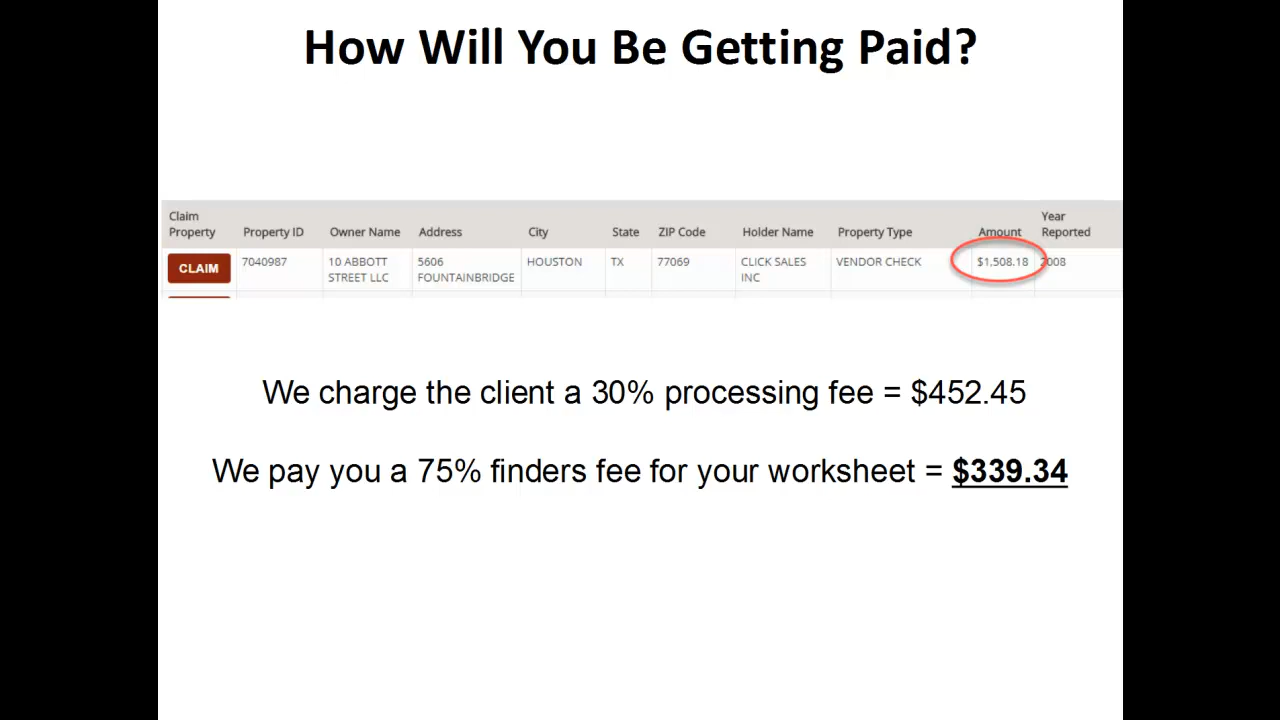 How Will You Be Getting Paid?
Claim Property Property ID Owner Name Address City State ZIP Code Holder Name Property Type Amount Year Reported
CLAIM 7040987 10 ABBOTT STREET LLC 5606 FOUNTAINBRIDGE HOUSTON TX 77069 CLICK SALES INC VENDOR CHECK $1,508.18 2008
We charge the client a 30% processing fee = $452.45
We pay you a 75% finders fee for your worksheet = $339.34